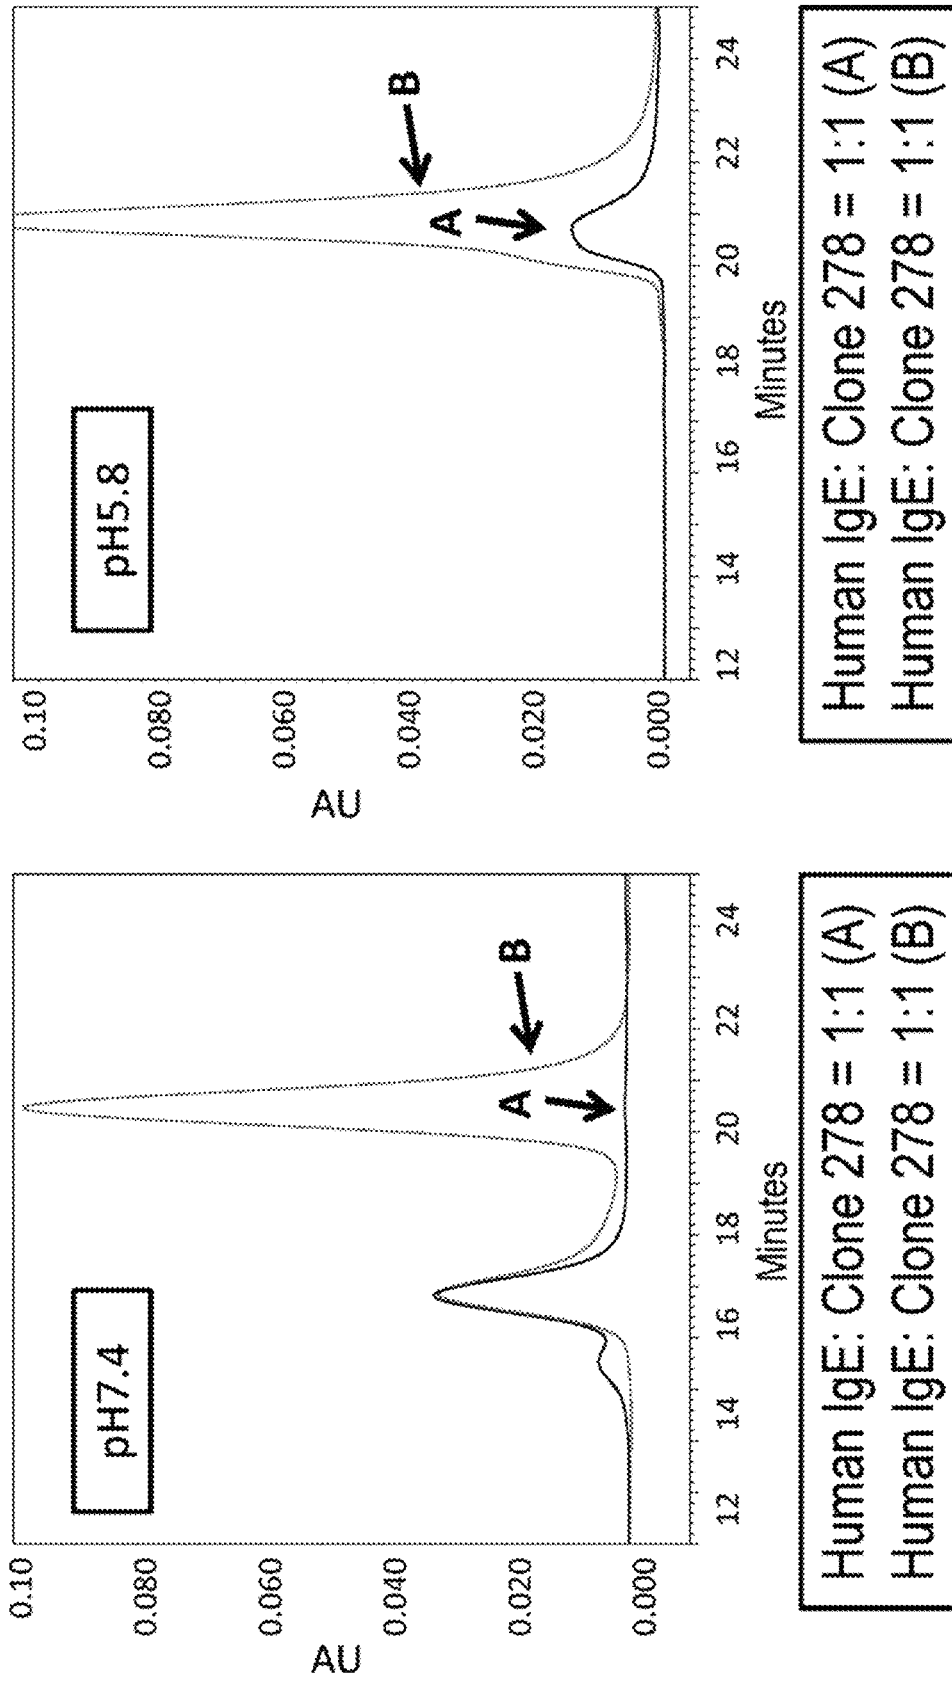 pH7.4
AU
0.10
0.080
0.060
0.040
0.020
0.000
B
A
12 14 16 18 20 22 24
Minutes
Human IgE: Clone 278 = 1:1 (A)
Human IgE: Clone 278 = 1:1 (B)
pH5.8
AU
0.10
0.080
0.060
0.040
0.020
0.000
B
A
12 14 16 18 20 22 24
Minutes
Human IgE: Clone 278 = 1:1 (A)
Human IgE: Clone 278 = 1:1 (B)